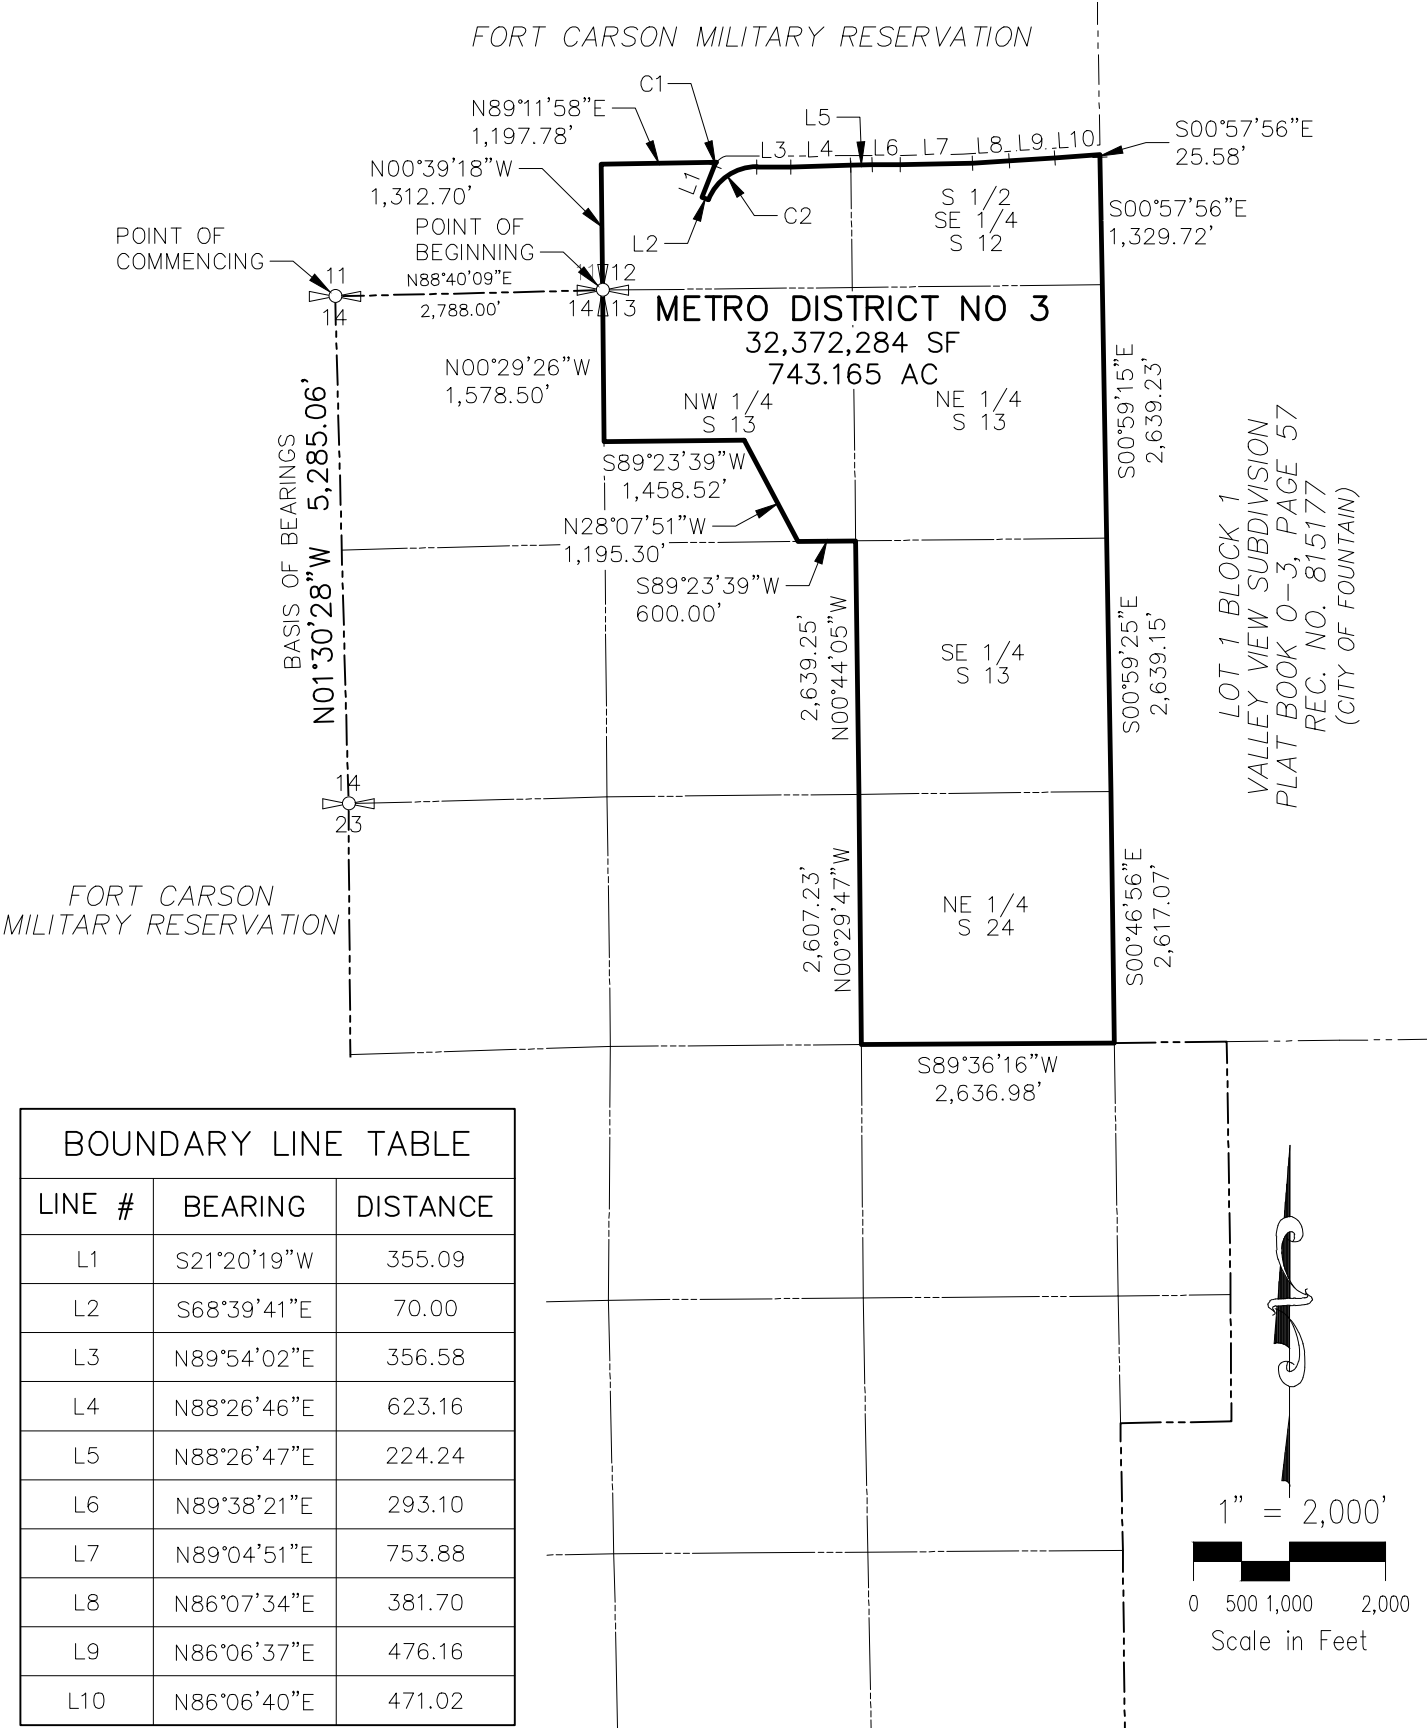 FORT CARSON MILITARY RESERVATION
C1
N89°11'58"E
1,197.78'
L5
S00°57'56"E
25.58'
L3
L4
L6
L7
L8
L9
L10
N00°39'18"W
1,312.70'
L1
S 1/2
SE 1/4
S 12
S00°57'56"E
1,329.72'
C2
L2
POINT OF
BEGINNING
POINT OF
COMMENCING
N88°40'09"E
2,788.00'
11
14
11
12
14
13
METRO DISTRICT NO 3
32,372,284 SF
743.165 AC
N00°29'26"W
1,578.50'
NW 1/4
S 13
NE 1/4
S 13
S00°59'15"E
2,639.23'
BASIS OF BEARINGS
N01°30'28"W 5,285.06'
S89°23'39"W
1,458.52'
N28°07'51"W
1,195.30'
S89°23'39"W
600.00'
LOT 1 BLOCK 1
VALLEY VIEW SUBDIVISION
PLAT BOOK O-3, PAGE 57
REC. NO. 815177
(CITY OF FOUNTAIN)
2,639.25'
N00°44'05"W
SE 1/4
S 13
S00°59'25"E
2,639.15'
14
23
FORT CARSON
MILITARY RESERVATION
2,607.23'
N00°29'47"W
NE 1/4
S 24
S00°46'56"E
2,617.07'
S89°36'16"W
2,636.98'
BOUNDARY LINE TABLE
LINE # BEARING DISTANCE
L1 S21°20'19"W 355.09
L2 S68°39'41"E 70.00
L3 N89°54'02"E 356.58
L4 N88°26'46"E 623.16
L5 N88°26'47"E 224.24
L6 N89°38'21"E 293.10
L7 N89°04'51"E 753.88
L8 N86°07'34"E 381.70
L9 N86°06'37"E 476.16
L10 N86°06'40"E 471.02
1" = 2,000'
0 500 1,000 2,000
Scale in Feet